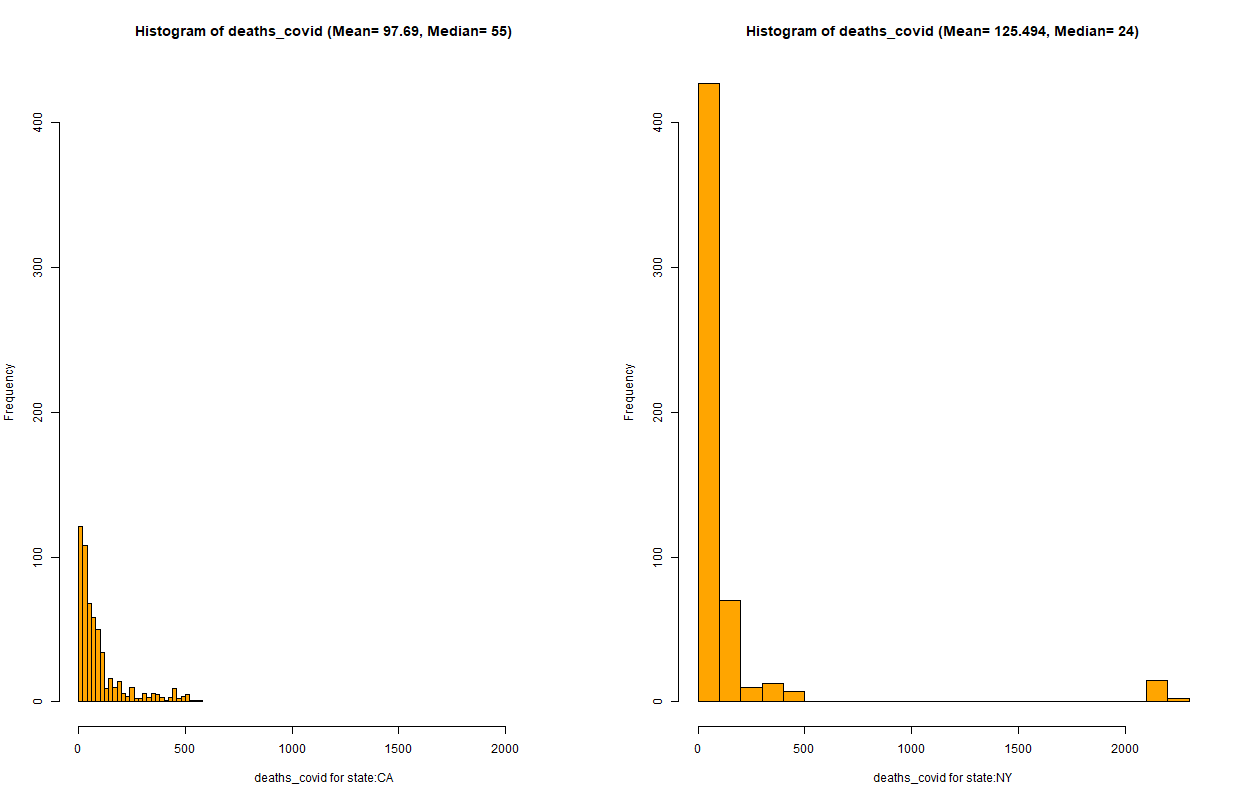 Histogram of deaths_covid (Mean= 97.69, Median= 55)
Frequency
400
300
200
100
0
0 500 1000 1500 2000
deaths_covid for state:CA
Histogram of deaths_covid (Mean= 125.494, Median= 24)
Frequency
400
300
200
100
0
0 500 1000 1500 2000
deaths_covid for state:NY